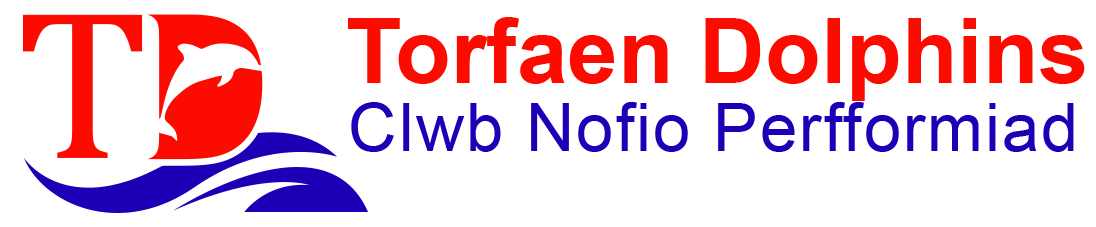 TD
Torfaen Dolphins
Clwb Nofio Perfformiad